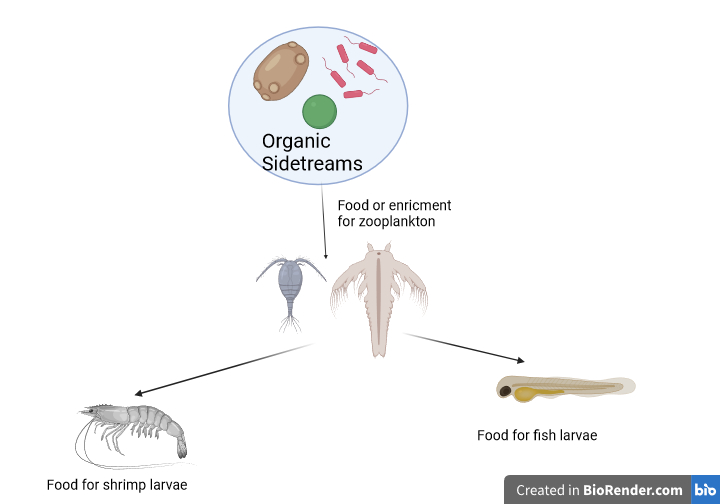 Organic
Sidetreams
Food or enricment
for zooplankton
Food for fish larvae
Food for shrimp larvae
Created in BioRender.com bio